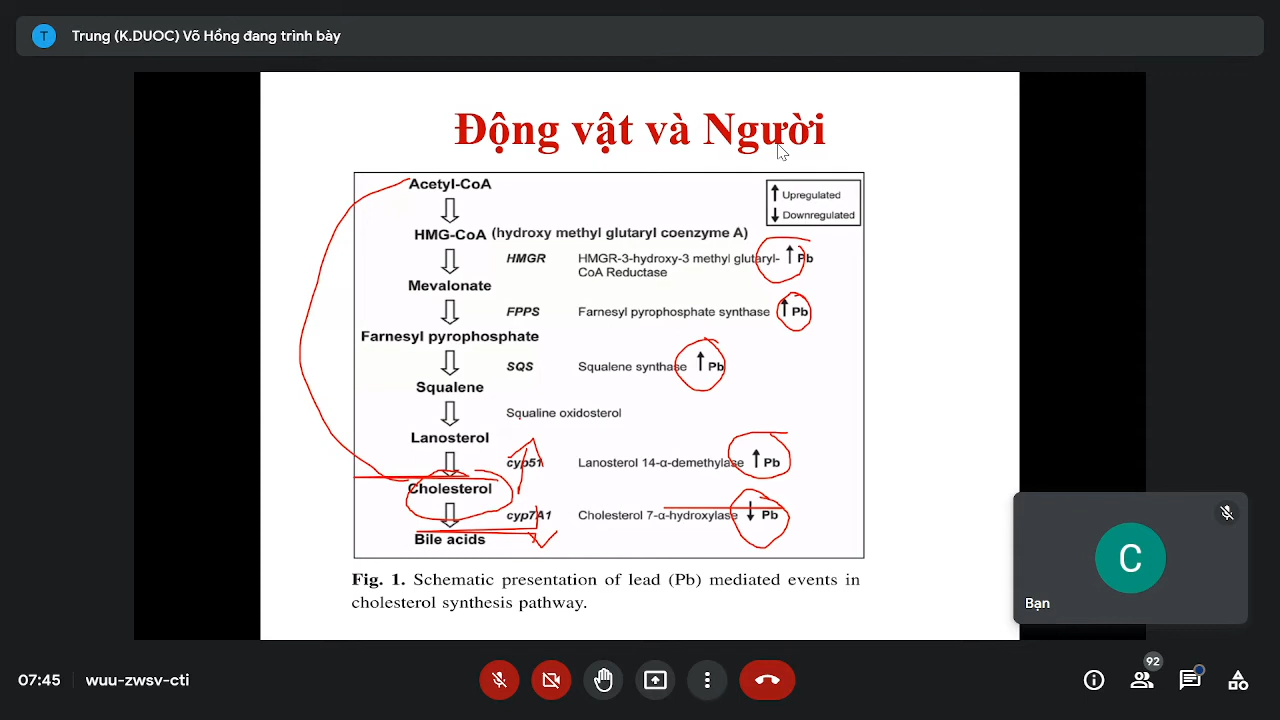 T Trung (K.DUOC) Võ Hồng đang trình bày
Động vật và Người
Acetyl-CoA
↑ Upregulated
↓ Downregulated
HMG-CoA (hydroxy methyl glutaryl coenzyme A)
HMGR HMGR-3-hydroxy-3 methyl glutaryl- ↑ Pb
CoA Reductase
Mevalonate
FPPS Farnesyl pyrophosphate synthase ↑ Pb
Farnesyl pyrophosphate
SQS Squalene synthase ↑ Pb
Squalene
Squaline oxidosterol
Lanosterol
cyp51 Lanosterol 14-α-demethylase ↑ Pb
Cholesterol
cyp7A1 Cholesterol 7-α-hydroxylase ↓ Pb
Bile acids
Fig. 1. Schematic presentation of lead (Pb) mediated events in
cholesterol synthesis pathway.
C
Bạn
07:45 wuu-zwsv-cti
92